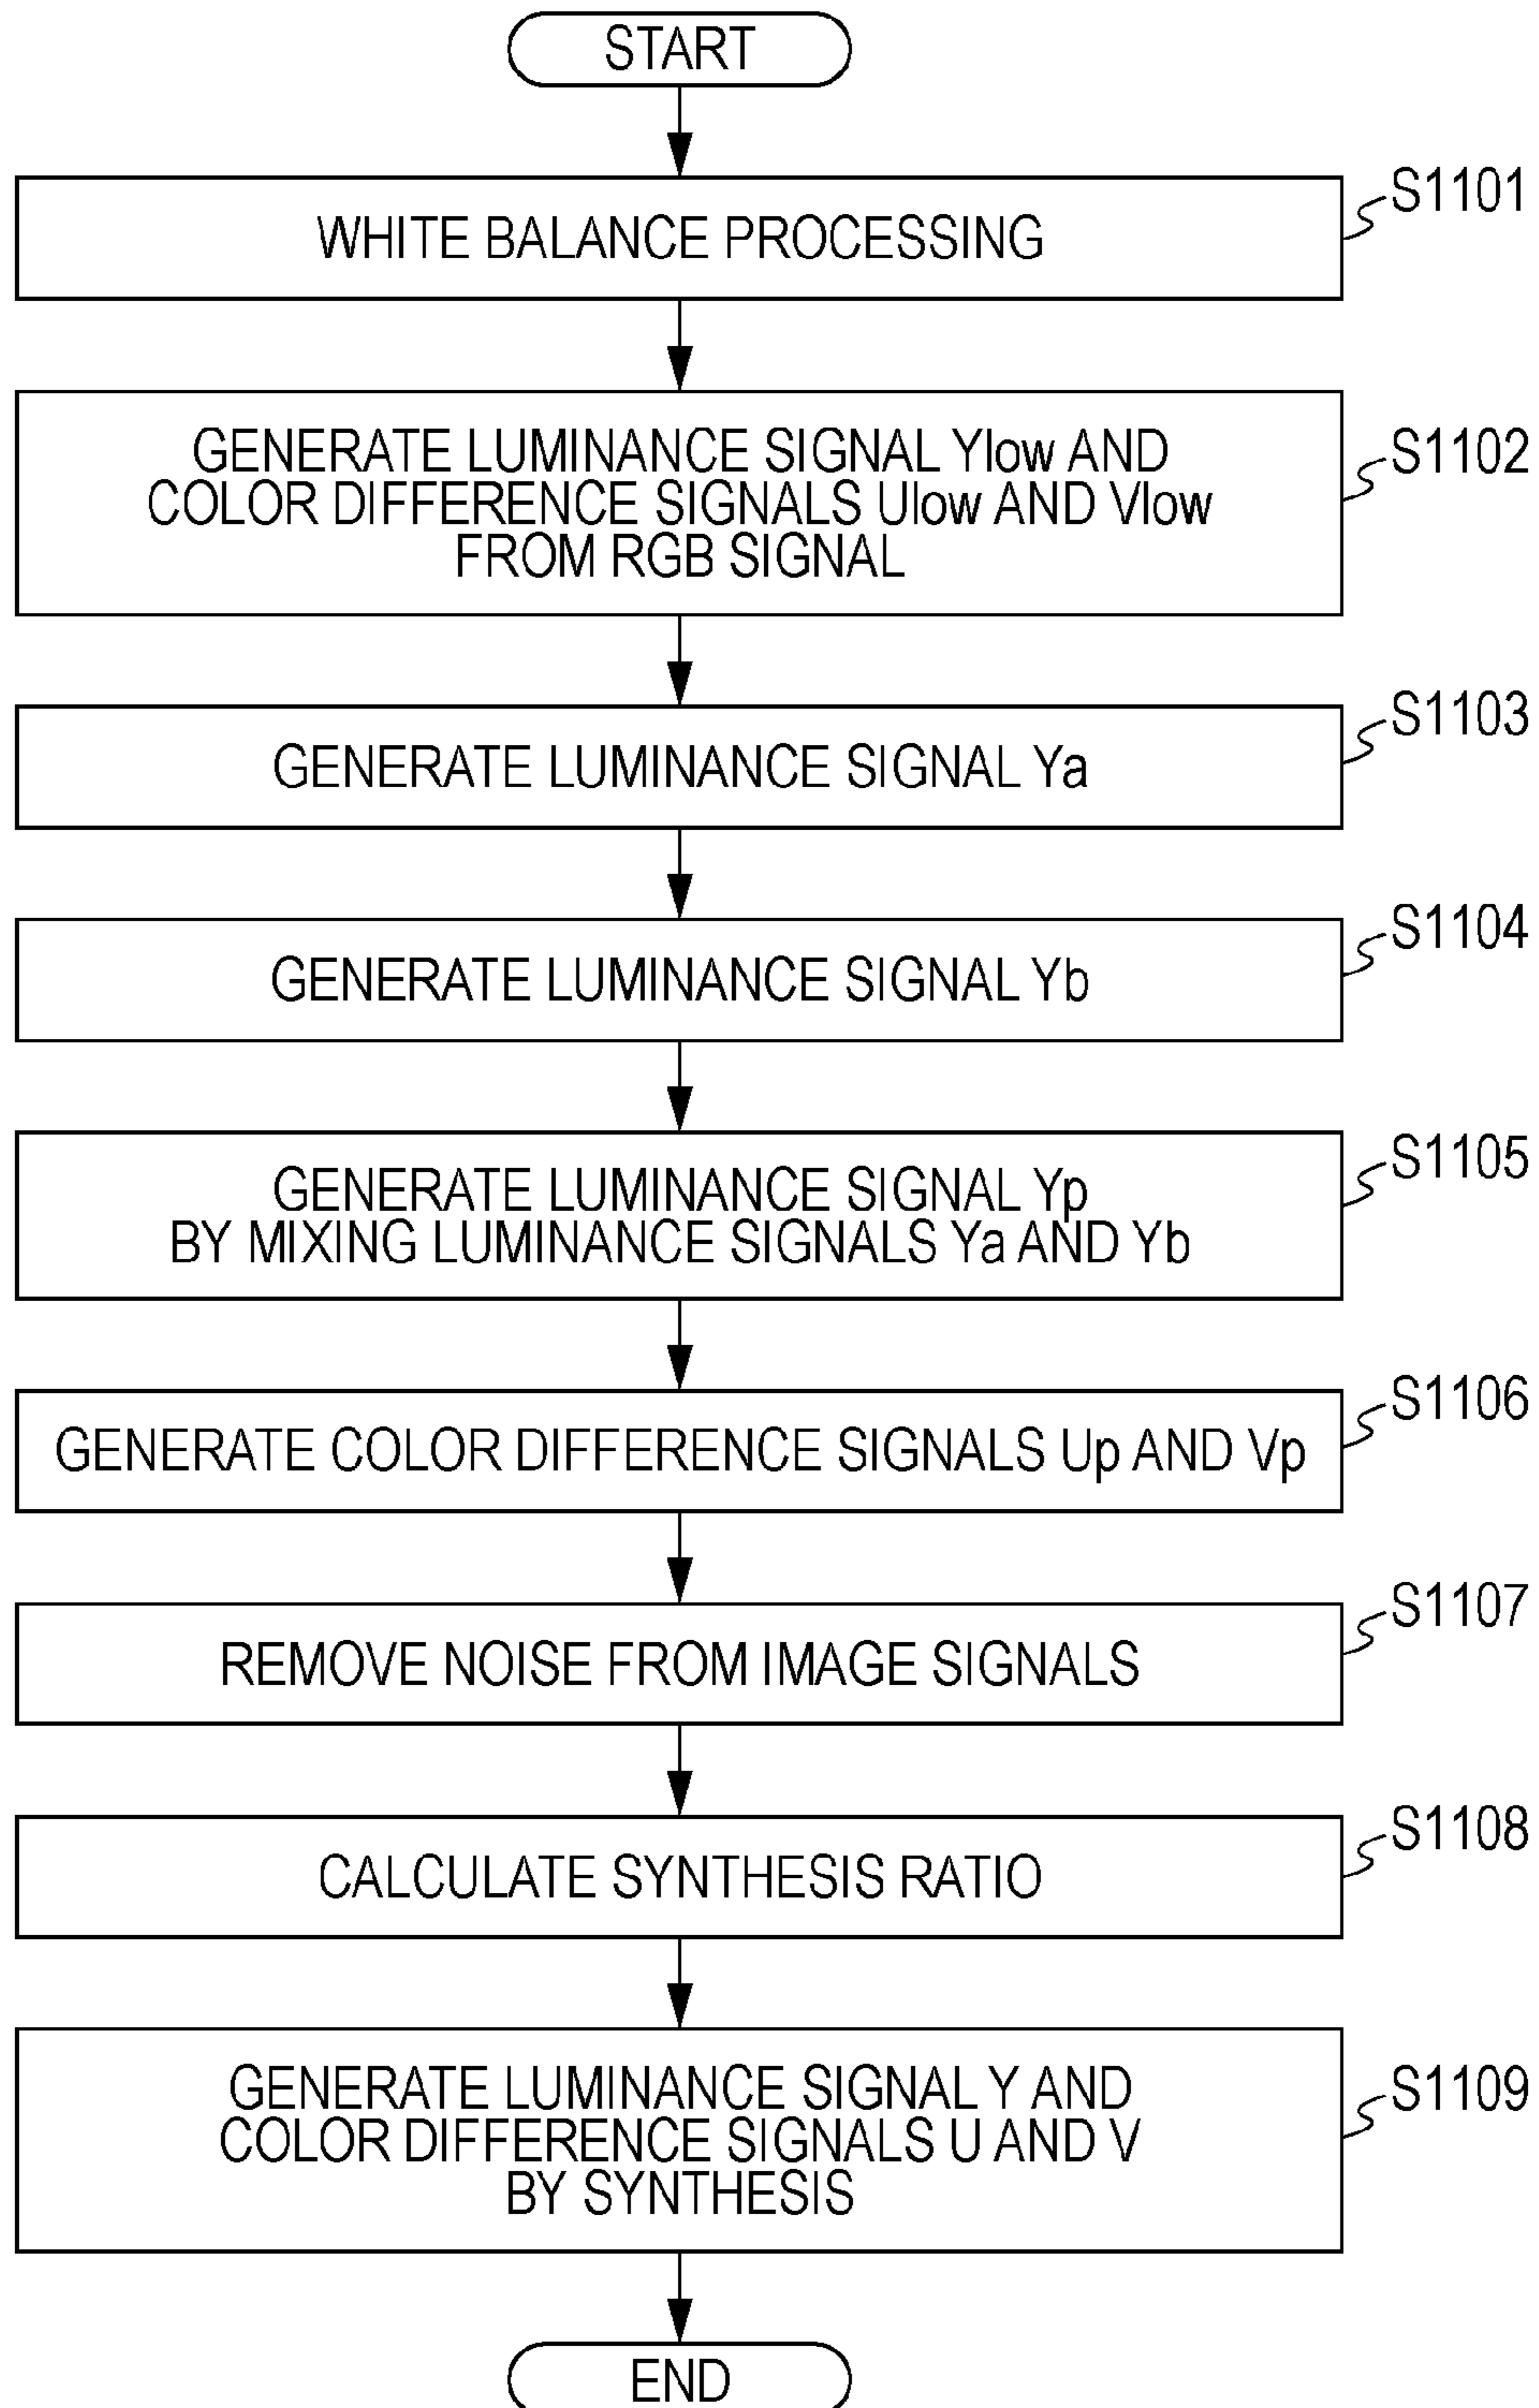 START
S1101
WHITE BALANCE PROCESSING
S1102
GENERATE LUMINANCE SIGNAL Ylow AND
COLOR DIFFERENCE SIGNALS Ulow AND Vlow
FROM RGB SIGNAL
S1103
GENERATE LUMINANCE SIGNAL Ya
S1104
GENERATE LUMINANCE SIGNAL Yb
S1105
GENERATE LUMINANCE SIGNAL Yp
BY MIXING LUMINANCE SIGNALS Ya AND Yb
S1106
GENERATE COLOR DIFFERENCE SIGNALS Up AND Vp
S1107
REMOVE NOISE FROM IMAGE SIGNALS
S1108
CALCULATE SYNTHESIS RATIO
S1109
GENERATE LUMINANCE SIGNAL Y AND
COLOR DIFFERENCE SIGNALS U AND V
BY SYNTHESIS
END